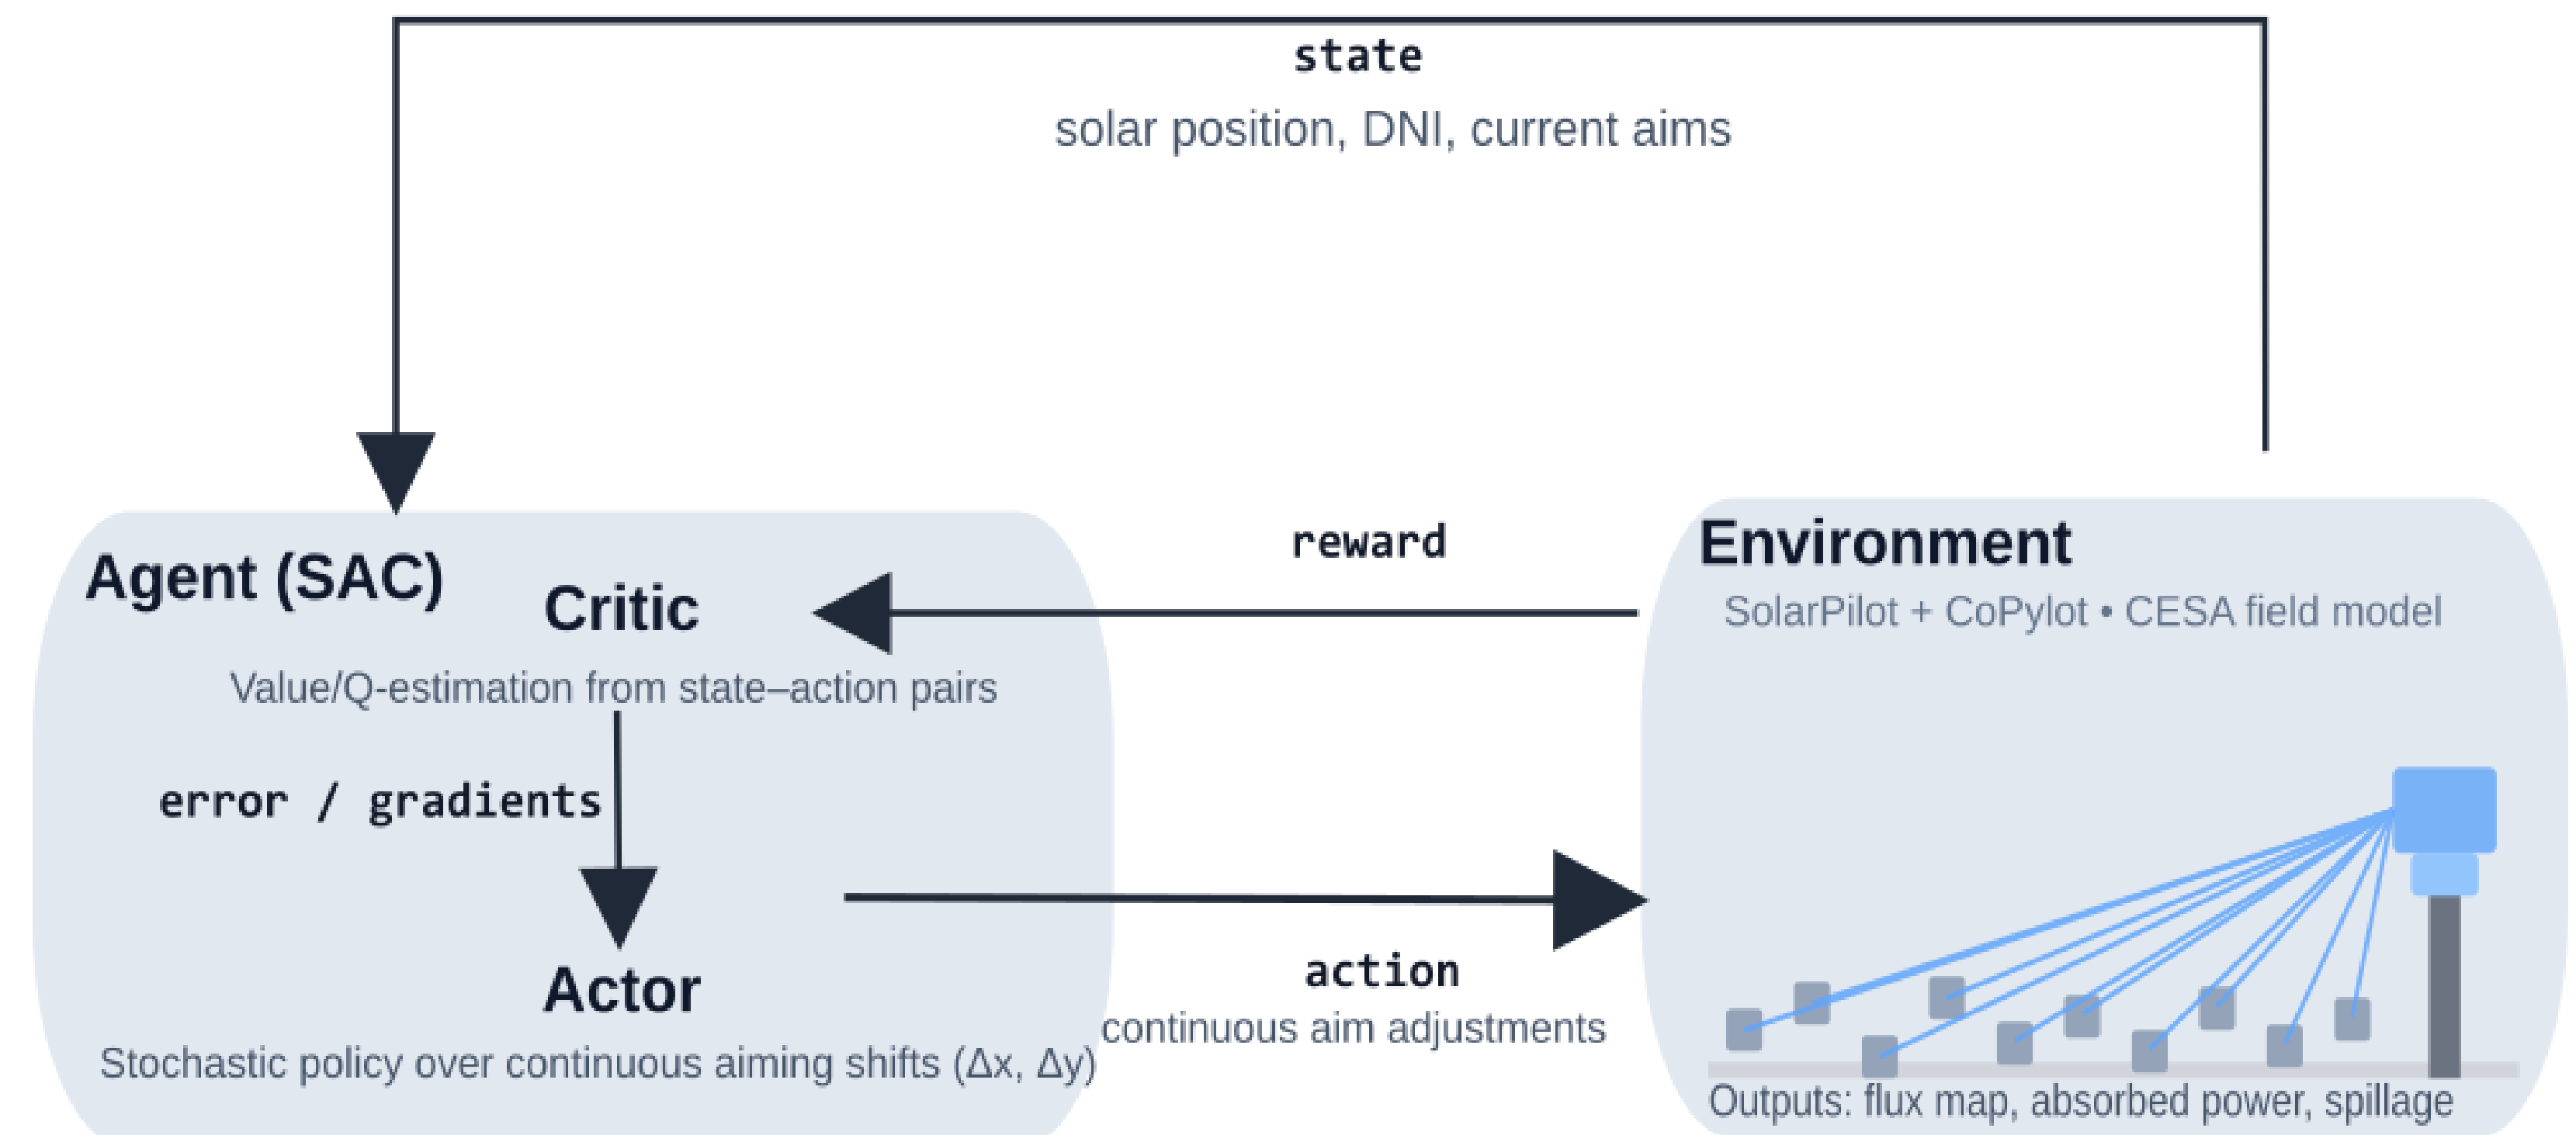 state
solar position, DNI, current aims
Agent (SAC)
Critic
Value/Q-estimation from state–action pairs
error / gradients
Actor
Stochastic policy over continuous aiming shifts (Δx, Δy)
reward
action
continuous aim adjustments
Environment
SolarPilot + CoPylot • CESA field model
Outputs: flux map, absorbed power, spillage